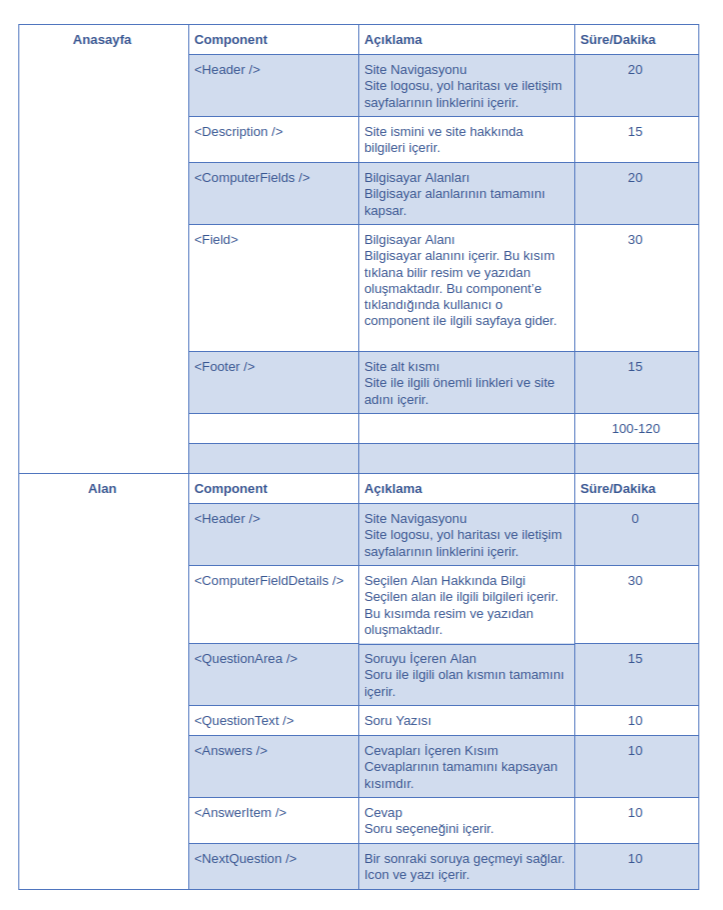 Anasayfa Component Açıklama Süre/Dakika
<Header /> Site Navigasyonu 20
Site logosu, yol haritası ve iletişim
sayfalarının linklerini içerir.
<Description /> Site ismini ve site hakkında 15
bilgileri içerir.
<ComputerFields /> Bilgisayar Alanları 20
Bilgisayar alanlarının tamamını
kapsar.
<Field> Bilgisayar Alanı 30
Bilgisayar alanını içerir. Bu kısım
tıklana bilir resim ve yazıdan
oluşmaktadır. Bu component’e
tıklandığında kullanıcı o
component ile ilgili sayfaya gider.
<Footer /> Site alt kısmı 15
Site ile ilgili önemli linkleri ve site
adını içerir.
100-120
Alan Component Açıklama Süre/Dakika
<Header /> Site Navigasyonu 0
Site logosu, yol haritası ve iletişim
sayfalarının linklerini içerir.
<ComputerFieldDetails /> Seçilen Alan Hakkında Bilgi 30
Seçilen alan ile ilgili bilgileri içerir.
Bu kısımda resim ve yazıdan
oluşmaktadır.
<QuestionArea /> Soruyu İçeren Alan 15
Soru ile ilgili olan kısmın tamamını
içerir.
<QuestionText /> Soru Yazısı 10
<Answers /> Cevapları İçeren Kısım 10
Cevaplarının tamamını kapsayan
kısımdır.
<AnswerItem /> Cevap 10
Soru seçeneğini içerir.
<NextQuestion /> Bir sonraki soruya geçmeyi sağlar. 10
Icon ve yazı içerir.